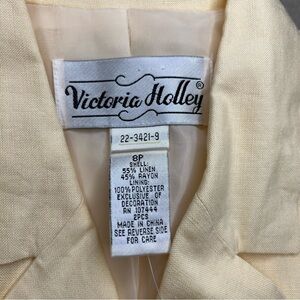 Victoria Holley®
22-3421-9
8P
SHELL:
55% LINEN
45% RAYON
LINING:
100% POLYESTER
EXCLUSIVE OF
DECORATION
RN 107444
2PCS
MADE IN CHINA
SEE REVERSE SIDE
FOR CARE